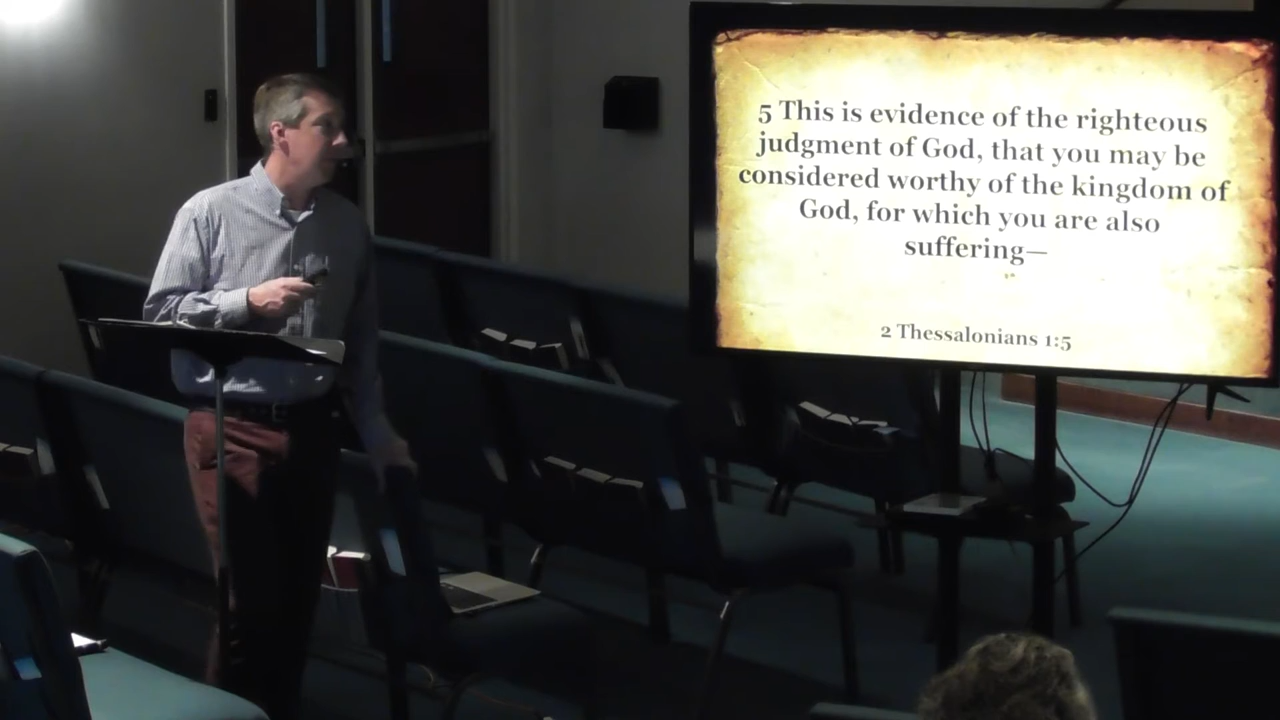 5 This is evidence of the righteous
judgment of God, that you may be
considered worthy of the kingdom of
God, for which you are also
suffering—
2 Thessalonians 1:5